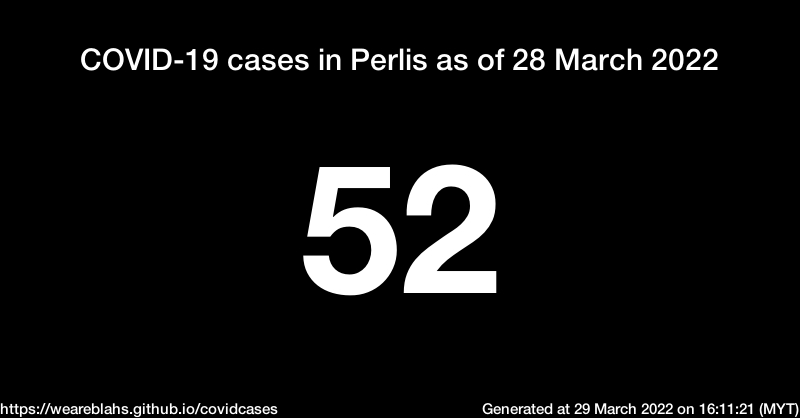 COVID-19 cases in Perlis as of 28 March 2022
52
https://weareblahs.github.io/covidcases
Generated at 29 March 2022 on 16:11:21 (MYT)